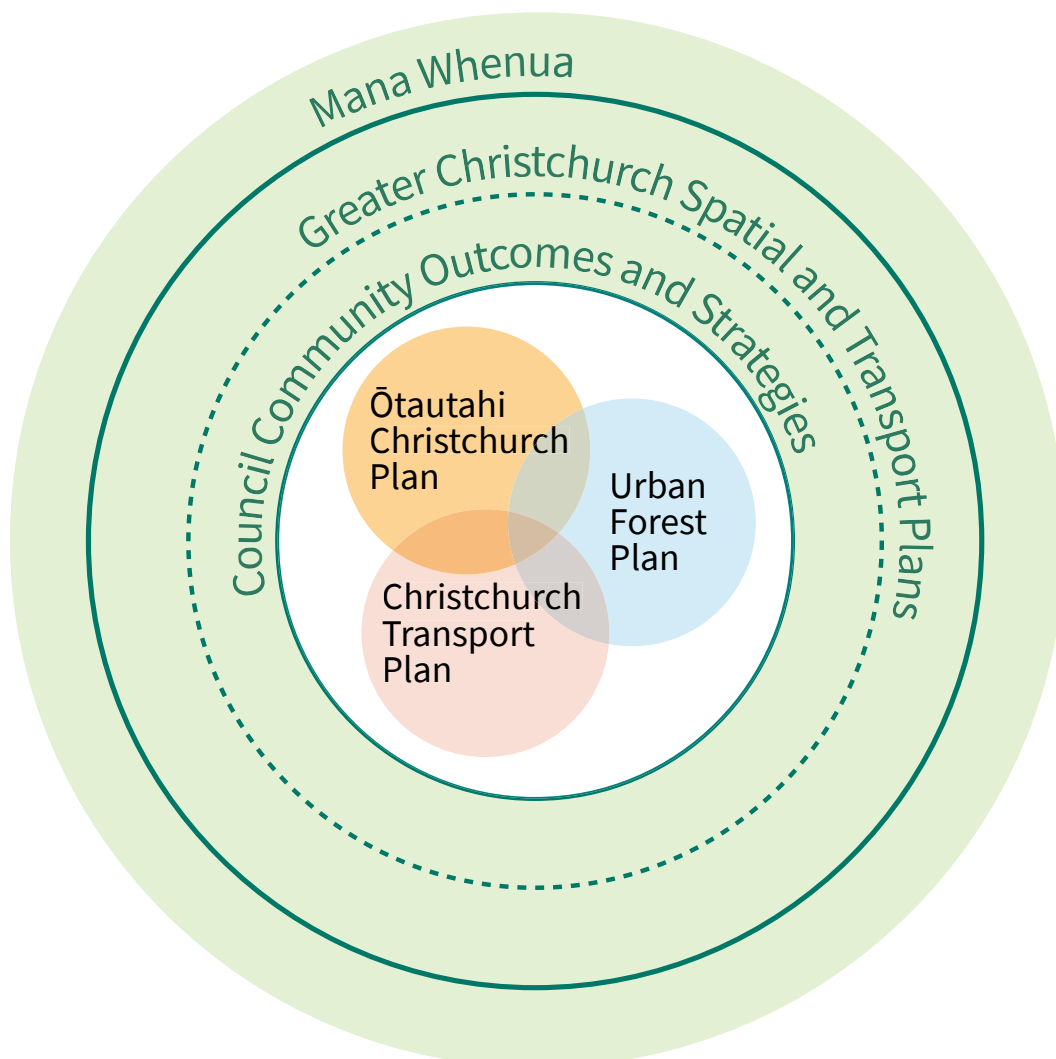 Mana Whenua
Greater Christchurch Spatial and Transport Plans
Council Community Outcomes and Strategies
Ōtautahi
Christchurch
Plan
Urban
Forest
Plan
Christchurch
Transport
Plan